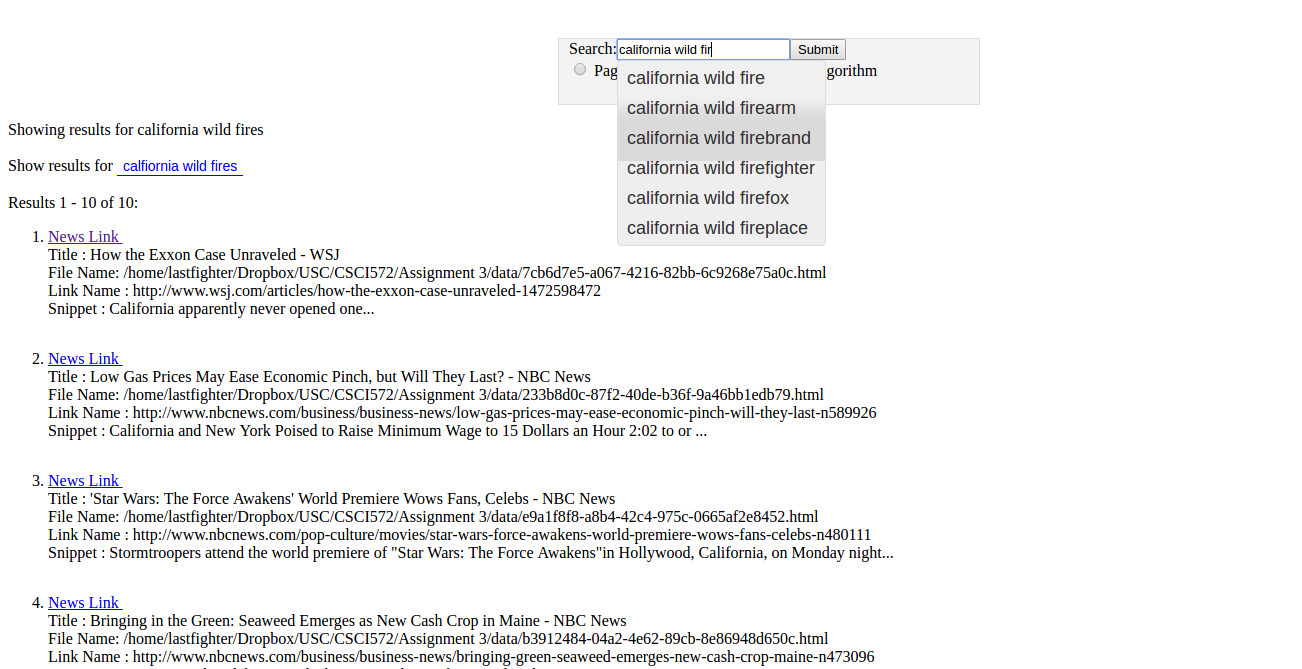 Search: california wild fir Submit
Pag gorithm
california wild fire
california wild firearm
california wild firebrand
california wild firefighter
california wild firefox
california wild fireplace
Showing results for california wild fires
Show results for calfiornia wild fires
Results 1 - 10 of 10:
1. News Link
Title : How the Exxon Case Unraveled - WSJ
File Name: /home/lastfighter/Dropbox/USC/CSCI572/Assignment 3/data/7cb6d7e5-a067-4216-82bb-6c9268e75a0c.html
Link Name : http://www.wsj.com/articles/how-the-exxon-case-unraveled-1472598472
Snippet : California apparently never opened one...
2. News Link
Title : Low Gas Prices May Ease Economic Pinch, but Will They Last? - NBC News
File Name: /home/lastfighter/Dropbox/USC/CSCI572/Assignment 3/data/233b8d0c-87f2-40de-b36f-9a46bb1edb79.html
Link Name : http://www.nbcnews.com/business/business-news/low-gas-prices-may-ease-economic-pinch-will-they-last-n589926
Snippet : California and New York Poised to Raise Minimum Wage to 15 Dollars an Hour 2:02 to or ...
3. News Link
Title : 'Star Wars: The Force Awakens' World Premiere Wows Fans, Celebs - NBC News
File Name: /home/lastfighter/Dropbox/USC/CSCI572/Assignment 3/data/e9a1f8f8-a8b4-42c4-975c-0665af2e8452.html
Link Name : http://www.nbcnews.com/pop-culture/movies/star-wars-force-awakens-world-premiere-wows-fans-celebs-n480111
Snippet : Stormtroopers attend the world premiere of "Star Wars: The Force Awakens"in Hollywood, California, on Monday night...
4. News Link
Title : Bringing in the Green: Seaweed Emerges as New Cash Crop in Maine - NBC News
File Name: /home/lastfighter/Dropbox/USC/CSCI572/Assignment 3/data/b3912484-04a2-4e62-89cb-8e86948d650c.html
Link Name : http://www.nbcnews.com/business/business-news/bringing-green-seaweed-emerges-new-cash-crop-maine-n473096